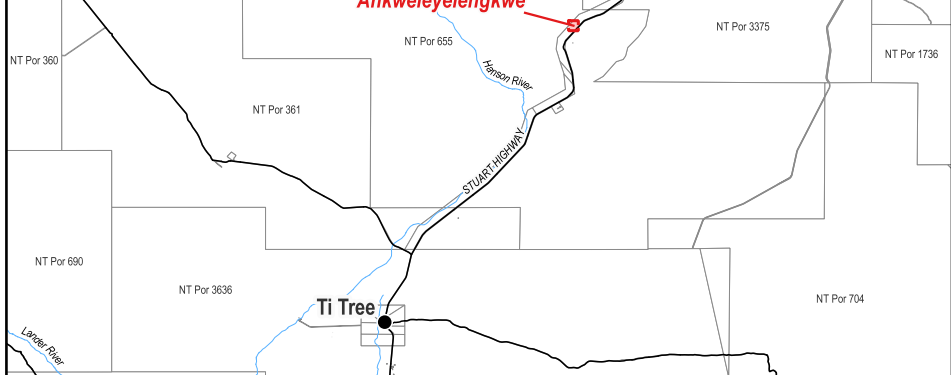 Ahkweleyelengkwe
NT Por 655
NT Por 3375
NT Por 360
NT Por 1736
Hanson River
NT Por 361
STUART HIGHWAY
NT Por 690
NT Por 3636
NT Por 704
Ti Tree
Lander River